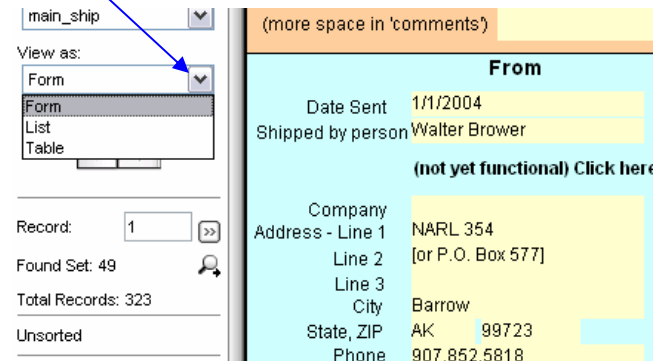 main_ship
View as:
Form
Form
List
Table
Record: 1
Found Set: 49
Total Records: 323
Unsorted
(more space in 'comments')
From
Date Sent 1/1/2004
Shipped by person Walter Brower
(not yet functional) Click here
Company
Address - Line 1 NARL 354
Line 2 [or P.O. Box 577]
Line 3
City Barrow
State, ZIP AK 99723
Phone 907.852.5818